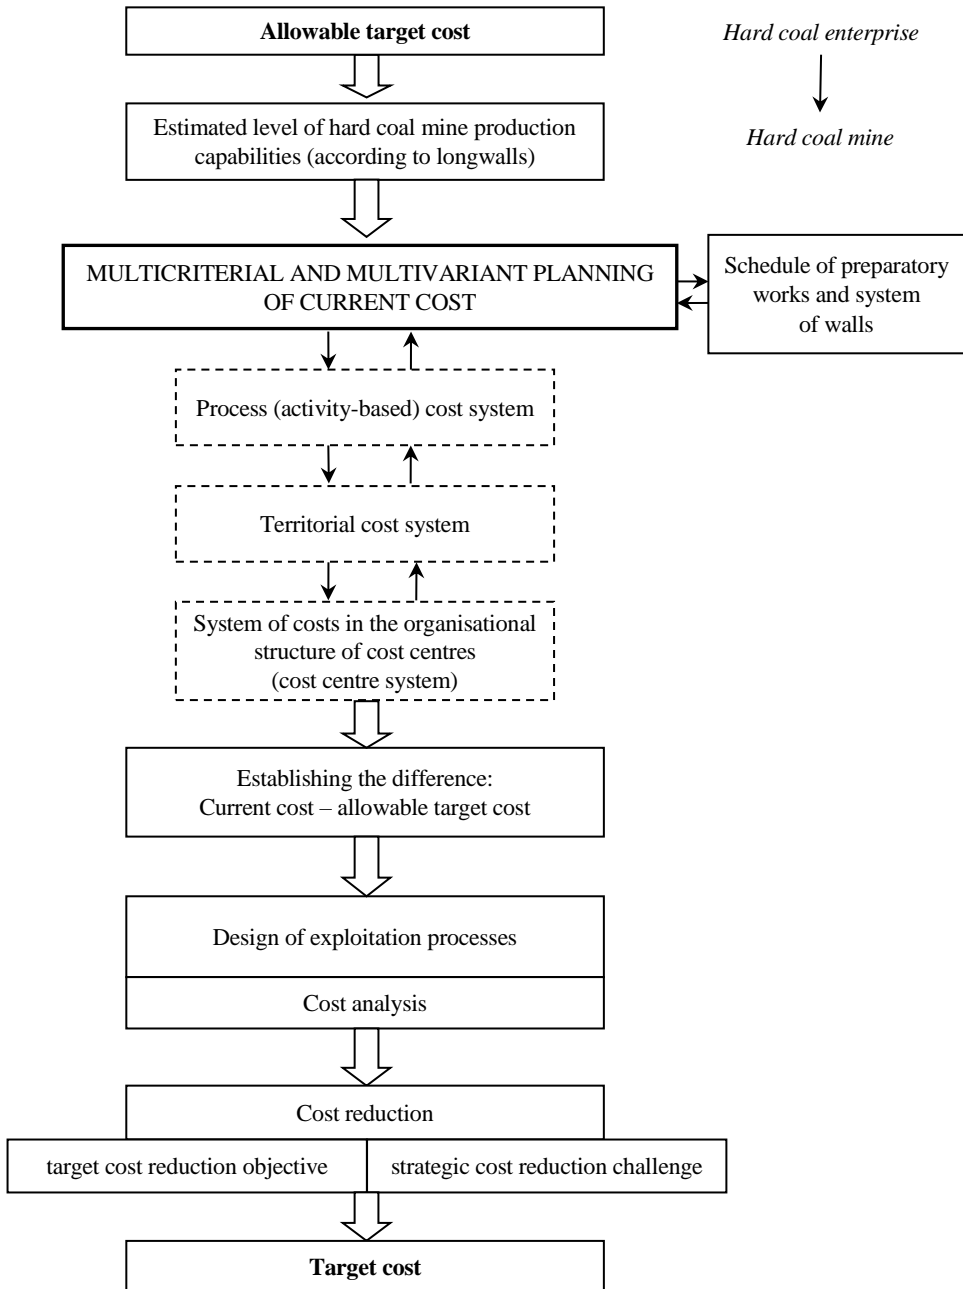 Allowable target cost
Hard coal enterprise
Estimated level of hard coal mine production
capabilities (according to longwalls)
Hard coal mine
MULTICRITERIAL AND MULTIVARIANT PLANNING
OF CURRENT COST
Schedule of preparatory
works and system
of walls
Process (activity-based) cost system
Territorial cost system
System of costs in the organisational
structure of cost centres
(cost centre system)
Establishing the difference:
Current cost – allowable target cost
Design of exploitation processes
Cost analysis
Cost reduction
target cost reduction objective
strategic cost reduction challenge
Target cost